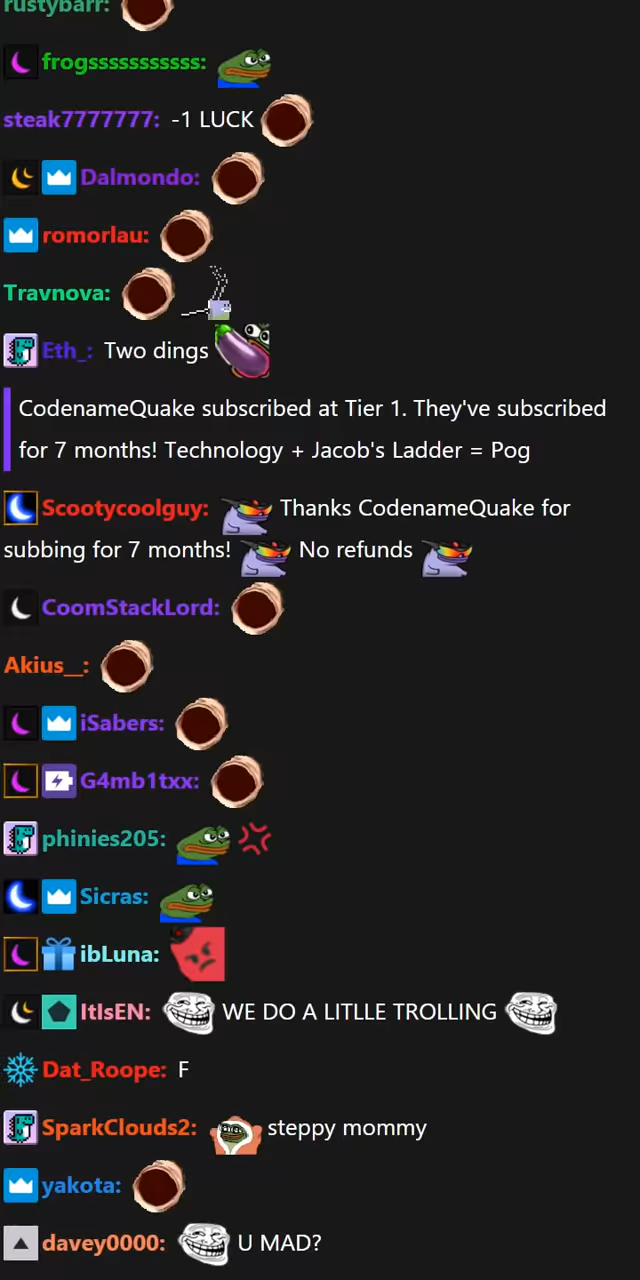 rustybarr:
frogsssssssssss:
steak7777777: -1 LUCK
Dalmondo:
romorlau:
Travnova:
Eth_: Two dings
CodenameQuake subscribed at Tier 1. They've subscribed
for 7 months! Technology + Jacob's Ladder = Pog
Scootycoolguy: Thanks CodenameQuake for
subbing for 7 months! No refunds
CoomStackLord:
Akius__:
iSabers:
G4mb1txx:
phinies205:
Sicras:
ibLuna:
ItIsEN: WE DO A LITLLE TROLLING
Dat_Roope: F
SparkClouds2: steppy mommy
yakota:
davey0000: U MAD?